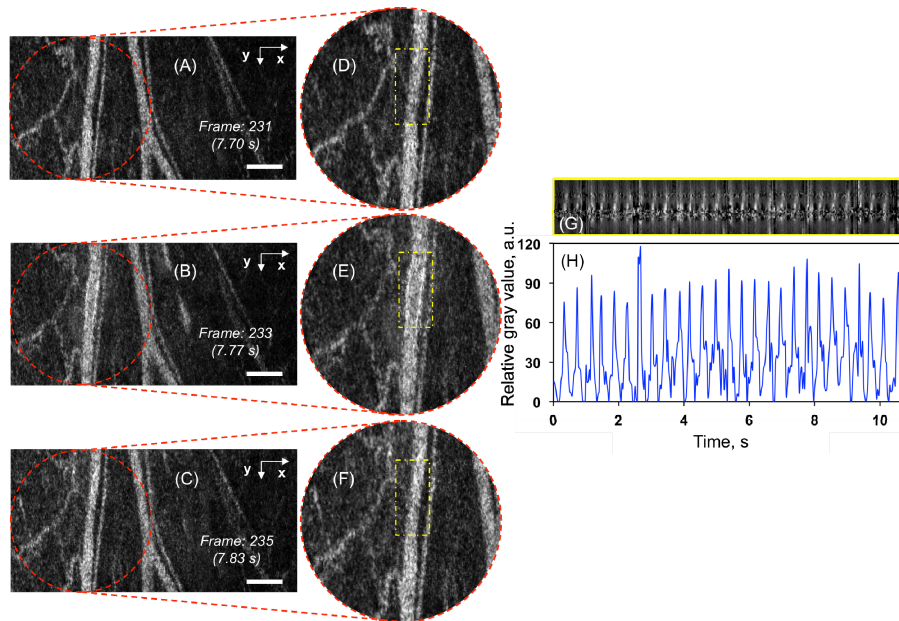 y x
(A)
Frame: 231
(7.70 s)
(D)
y x
(B)
Frame: 233
(7.77 s)
(E)
y x
(C)
Frame: 235
(7.83 s)
(F)
(G)
Relative gray value, a.u.
120
90
60
30
0
(H)
0 2 4 6 8 10
Time, s